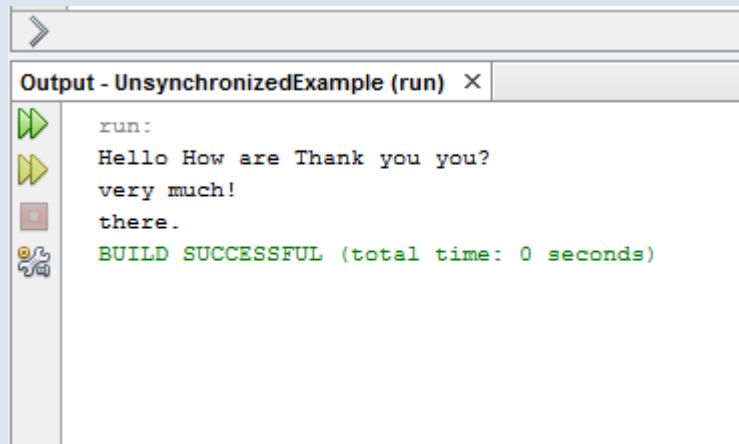 Output - UnsynchronizedExample (run)
run:
Hello How are Thank you you?
very much!
there.
BUILD SUCCESSFUL (total time: 0 seconds)